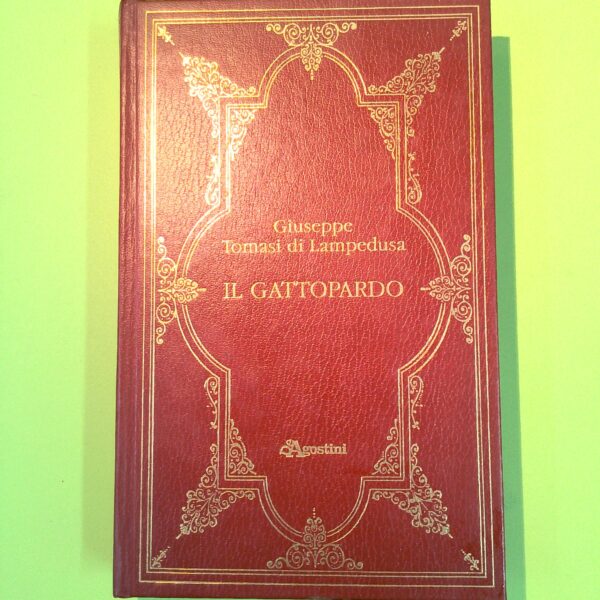 Giuseppe
Tomasi di Lampedusa
IL GATTOPARDO
DeAgostini